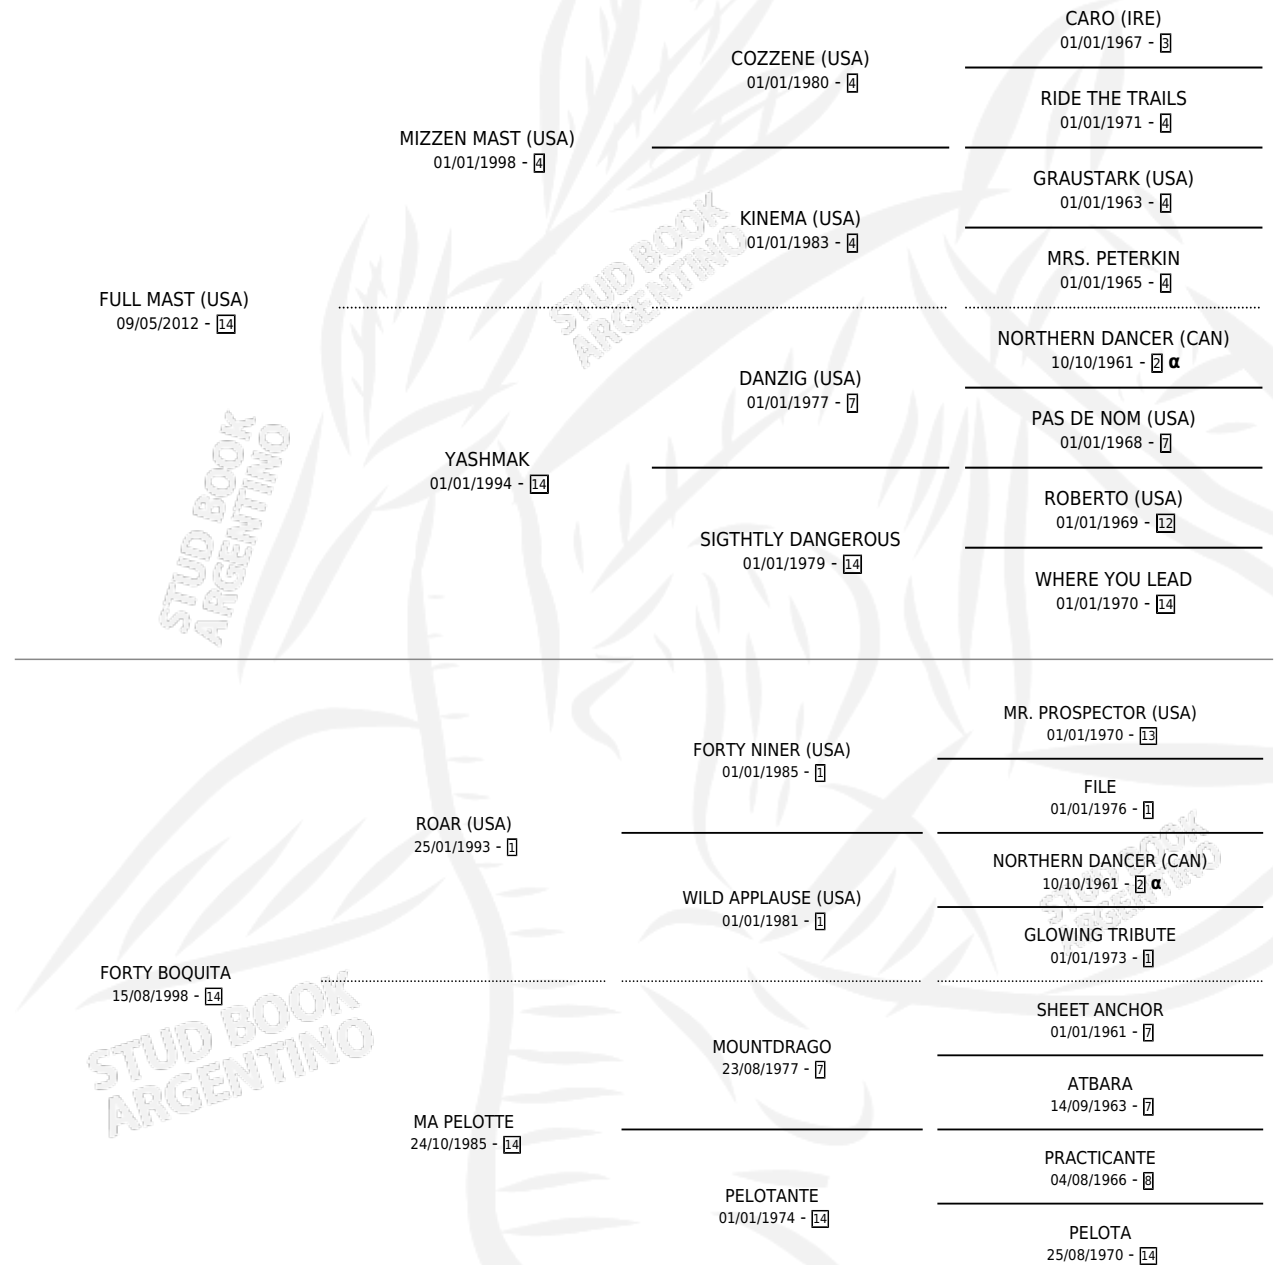 CARO (IRE)
01/01/1967 - 3
COZZENE (USA)
01/01/1980 - 4
RIDE THE TRAILS
01/01/1971 - 4
MIZZEN MAST (USA)
01/01/1998 - 4
GRAUSTARK (USA)
01/01/1963 - 4
KINEMA (USA)
01/01/1983 - 4
MRS. PETERKIN
01/01/1965 - 4
FULL MAST (USA)
09/05/2012 - 14
NORTHERN DANCER (CAN)
10/10/1961 - 2 α
DANZIG (USA)
01/01/1977 - 7
PAS DE NOM (USA)
01/01/1968 - 7
YASHMAK
01/01/1994 - 14
ROBERTO (USA)
01/01/1969 - 12
SIGTHTLY DANGEROUS
01/01/1979 - 14
WHERE YOU LEAD
01/01/1970 - 14
MR. PROSPECTOR (USA)
01/01/1970 - 13
FORTY NINER (USA)
01/01/1985 - 1
FILE
01/01/1976 - 1
ROAR (USA)
25/01/1993 - 1
NORTHERN DANCER (CAN)
10/10/1961 - 2 α
WILD APPLAUSE (USA)
01/01/1981 - 1
GLOWING TRIBUTE
01/01/1973 - 1
FORTY BOQUITA
15/08/1998 - 14
SHEET ANCHOR
01/01/1961 - 7
MOUNTDRAGO
23/08/1977 - 7
ATBARA
14/09/1963 - 7
MA PELOTTE
24/10/1985 - 14
PRACTICANTE
04/08/1966 - 8
PELOTANTE
01/01/1974 - 14
PELOTA
25/08/1970 - 14
STUD BOOK
ARGENTINO
STUD BOOK
ARGENTINO
STUD BOOK
ARGENTINO
STUD BOOK
ARGENTINO